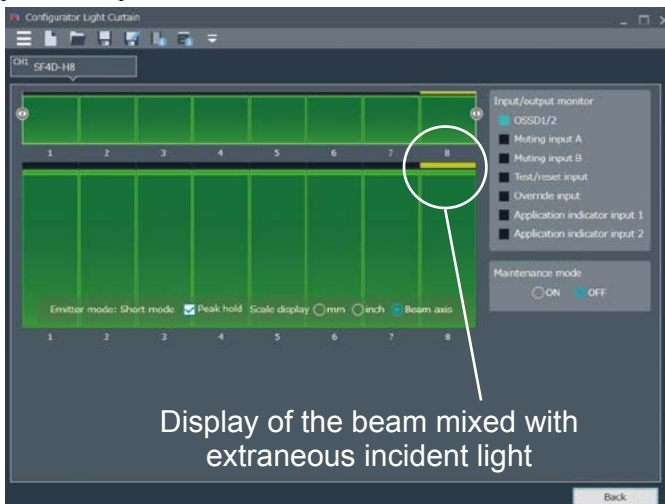 Configurator Light Curtain
CH1 SF4D-H8
1 2 3 4 5 6 7 8
Emitter mode: Short mode Peak hold Scale display mm inch Beam axis
1 2 3 4 5 6 7 8
Input/output monitor
OSSD1/2
Muting input A
Muting input B
Test/reset input
Override input
Application indicator input 1
Application indicator input 2
Maintenance mode
ON OFF
Display of the beam mixed with
extraneous incident light
Back